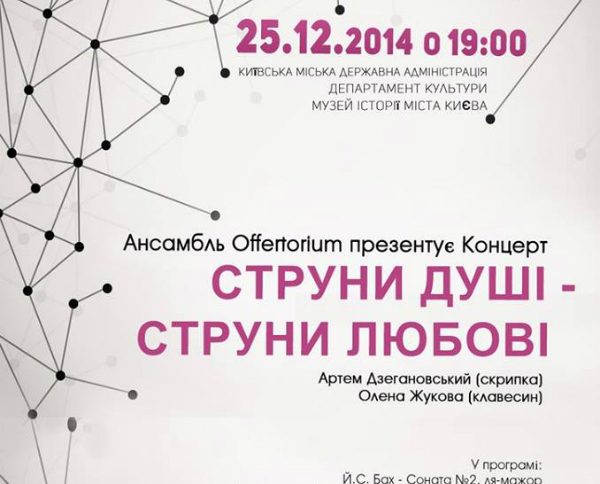 25.12.2014 о 19:00
КИЇВСЬКА МІСЬКА ДЕРЖАВНА АДМІНІСТРАЦІЯ
ДЕПАРТАМЕНТ КУЛЬТУРИ
МУЗЕЙ ІСТОРІЇ МІСТА КИЄВА
Ансамбль Offertorium презентує Концерт
СТРУНИ ДУШІ -
СТРУНИ ЛЮБОВІ
Артем Дзегановський (скрипка)
Олена Жукова (клавесин)
У програмі:
Й.С. Бах - Соната №2, ля-мажор